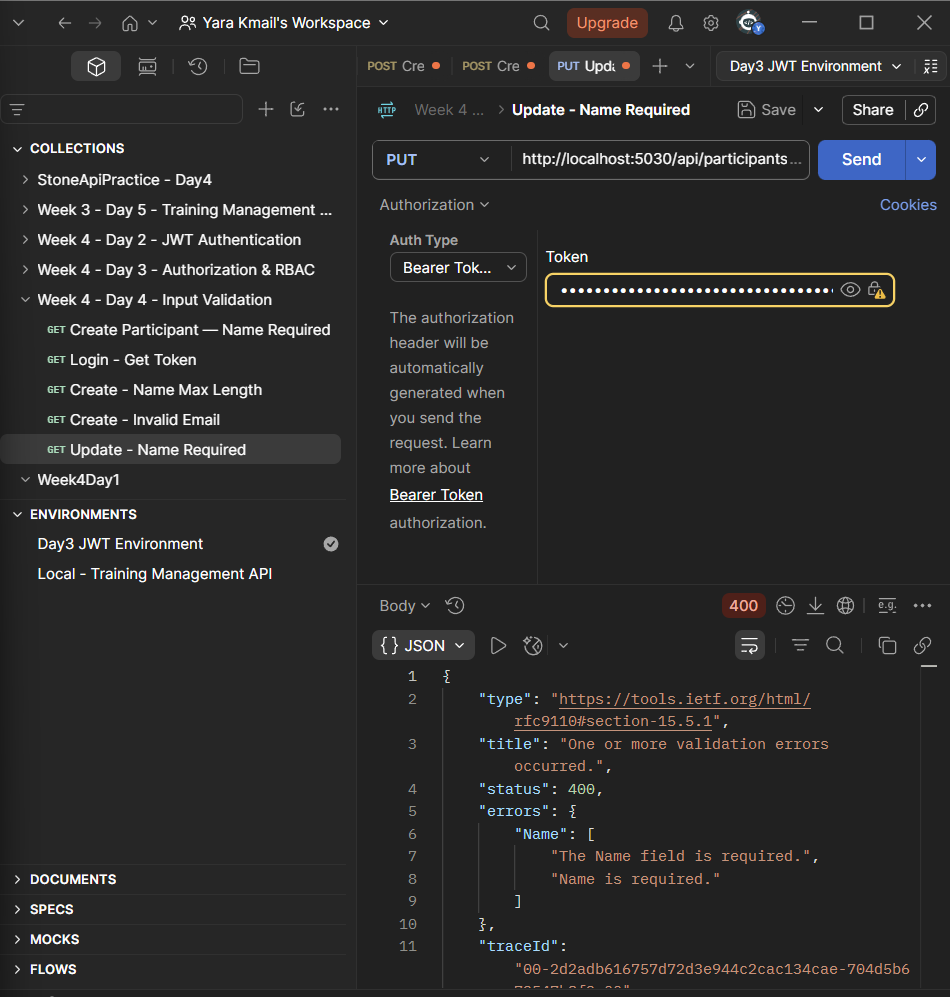 Yara Kmail's Workspace
Upgrade
POST Cre
POST Cre
PUT Upda
Day3 JWT Environment
HTTP
Week 4 ...
Update - Name Required
Save
Share
COLLECTIONS
StoneApiPractice - Day4
Week 3 - Day 5 - Training Management ...
Week 4 - Day 2 - JWT Authentication
Week 4 - Day 3 - Authorization & RBAC
Week 4 - Day 4 - Input Validation
GET Create Participant — Name Required
GET Login - Get Token
GET Create - Name Max Length
GET Create - Invalid Email
GET Update - Name Required
Week4Day1
ENVIRONMENTS
Day3 JWT Environment
Local - Training Management API
DOCUMENTS
SPECS
MOCKS
FLOWS
PUT
http://localhost:5030/api/participants...
Send
Authorization
Cookies
Auth Type
Bearer Tok...
The authorization
header will be
automatically
generated when
you send the
request. Learn
more about
Bearer Token
authorization.
Token
Body
400
e.g.
{} JSON
1 {
2 "type": "https://tools.ietf.org/html/
rfc9110#section-15.5.1",
3 "title": "One or more validation errors
occurred.",
4 "status": 400,
5 "errors": {
6 "Name": [
7 "The Name field is required.",
8 "Name is required."
9 ]
10 },
11 "traceId":
"00-2d2adb616757d72d3e944c2cac134cae-704d5b6